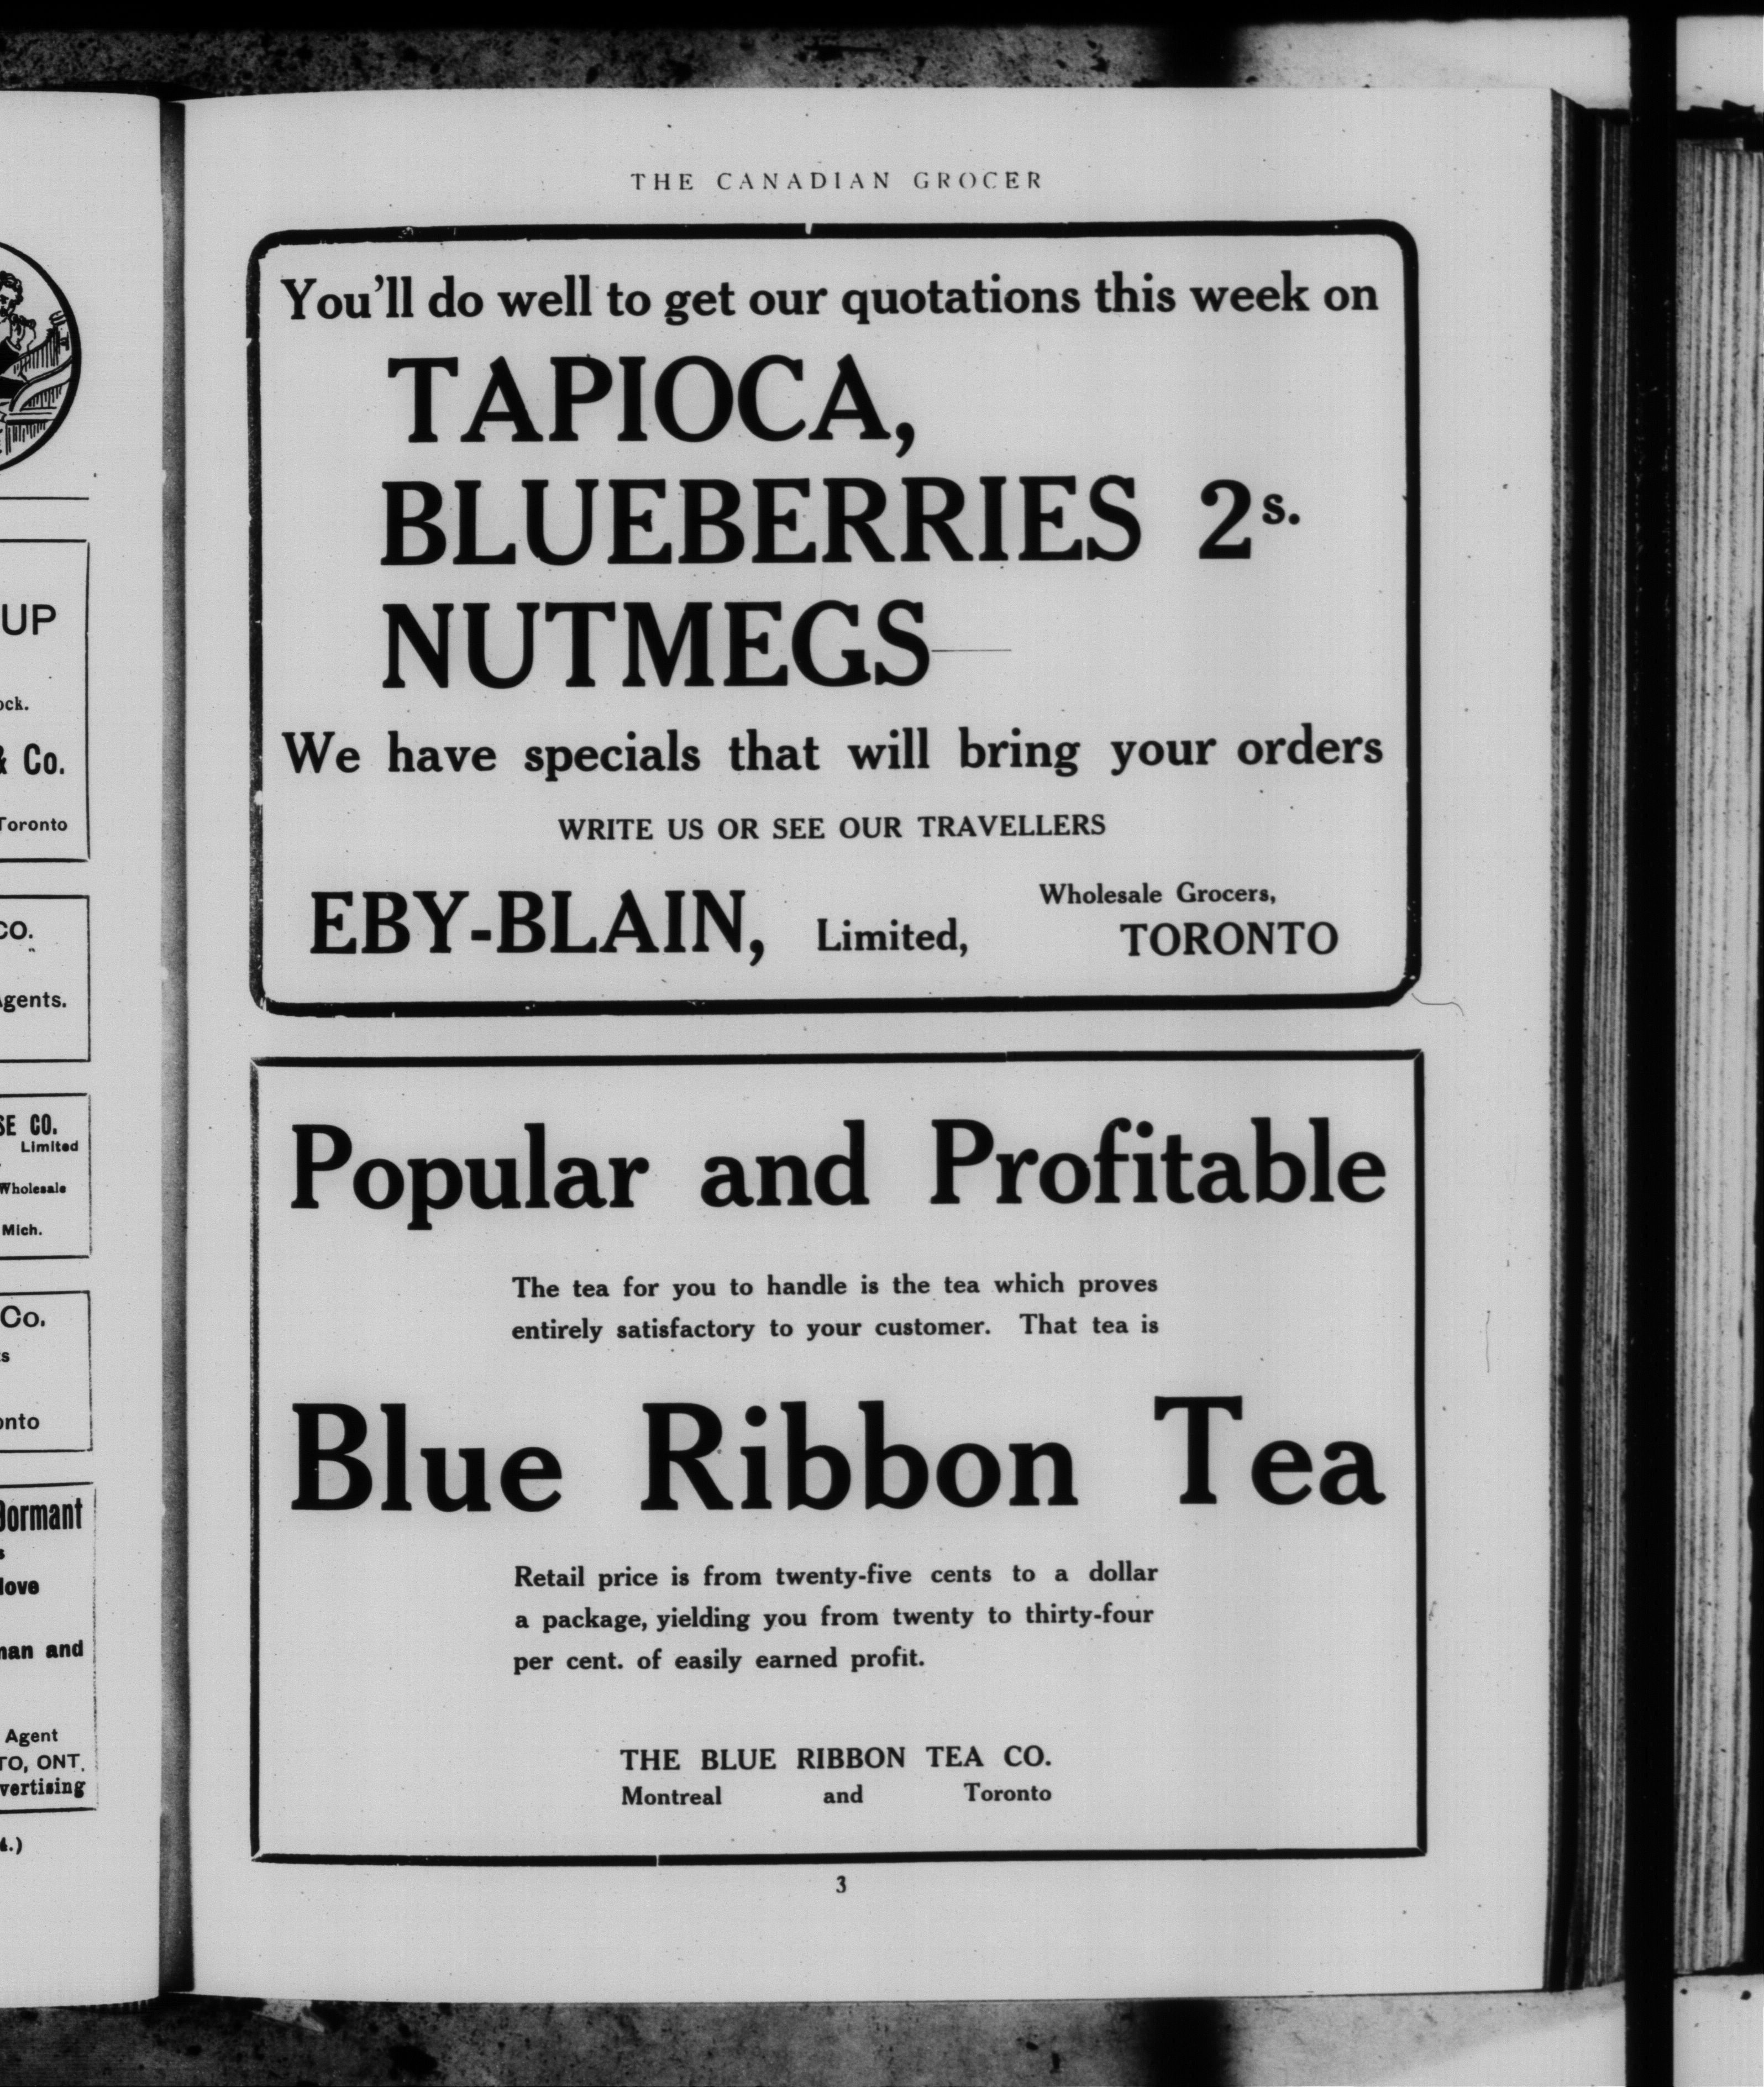 THE CANADIAN GROCER
You'll do well to get our quotations this week on
TAPIOCA,
BLUEBERRIES 2s.
NUTMEGS—
We have specials that will bring your orders
WRITE US OR SEE OUR TRAVELLERS
EBY-BLAIN, Limited, Wholesale Grocers,
TORONTO
Popular and Profitable
The tea for you to handle is the tea which proves
entirely satisfactory to your customer. That tea is
Blue Ribbon Tea
Retail price is from twenty-five cents to a dollar
a package, yielding you from twenty to thirty-four
per cent. of easily earned profit.
THE BLUE RIBBON TEA CO.
Montreal and Toronto
3
UP
ock.
& Co.
Toronto
CO.
Agents.
SE CO.
Limited
Wholesale
Mich.
Co.
s
onto
Dormant
s
love
man and
Agent
TO, ONT.
vertising
4.)